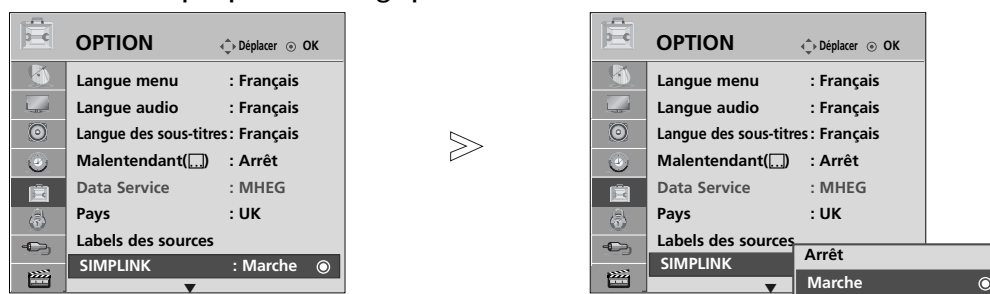 OPTION
Déplacer OK
Langue menu : Français
Langue audio : Français
Langue des sous-titres : Français
Malentendant( ) : Arrêt
Data Service : MHEG
Pays : UK
Labels des sources
SIMPLINK : Marche
OPTION
Déplacer OK
Langue menu : Français
Langue audio : Français
Langue des sous-titres : Français
Malentendant( ) : Arrêt
Data Service : MHEG
Pays : UK
Labels des sources
SIMPLINK
Arrêt
Marche